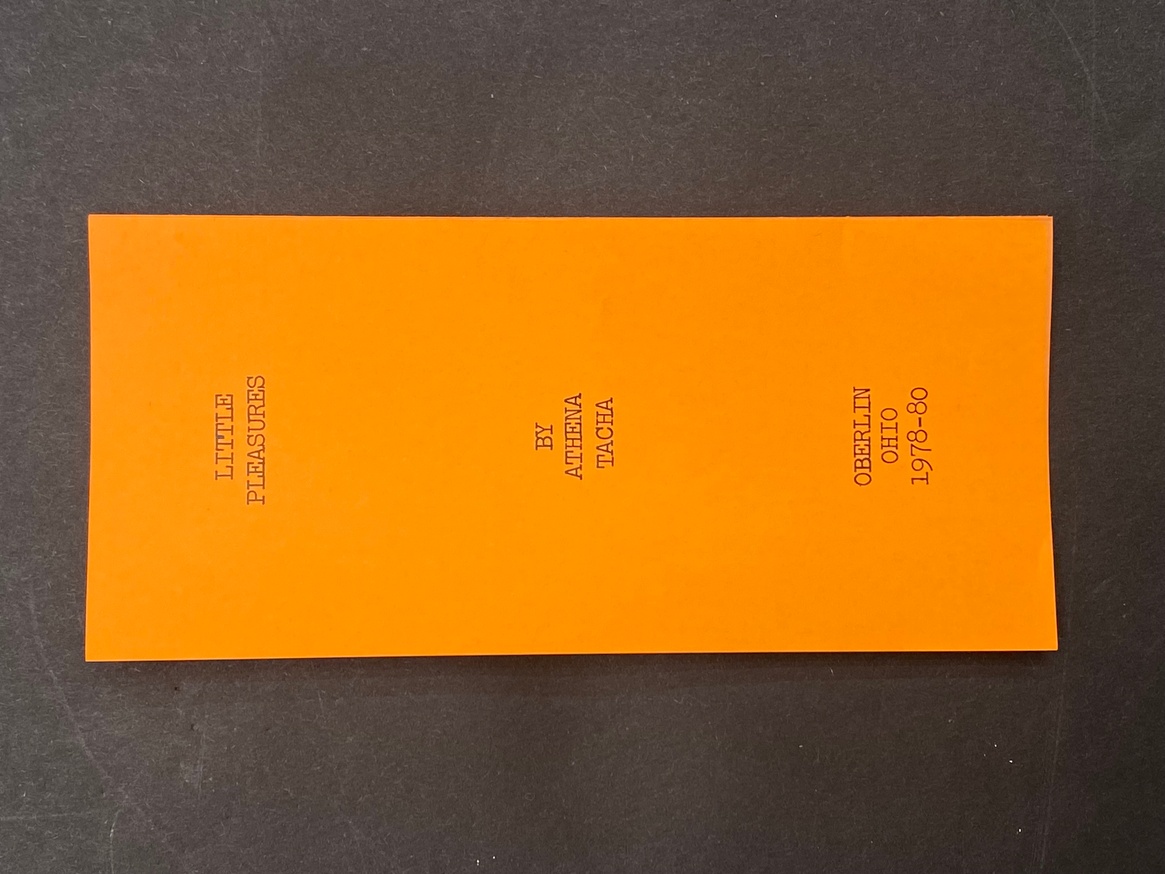 LITTLE
PLEASURES
BY
ATHENA
TACHA
OBERLIN
OHIO
1978-80